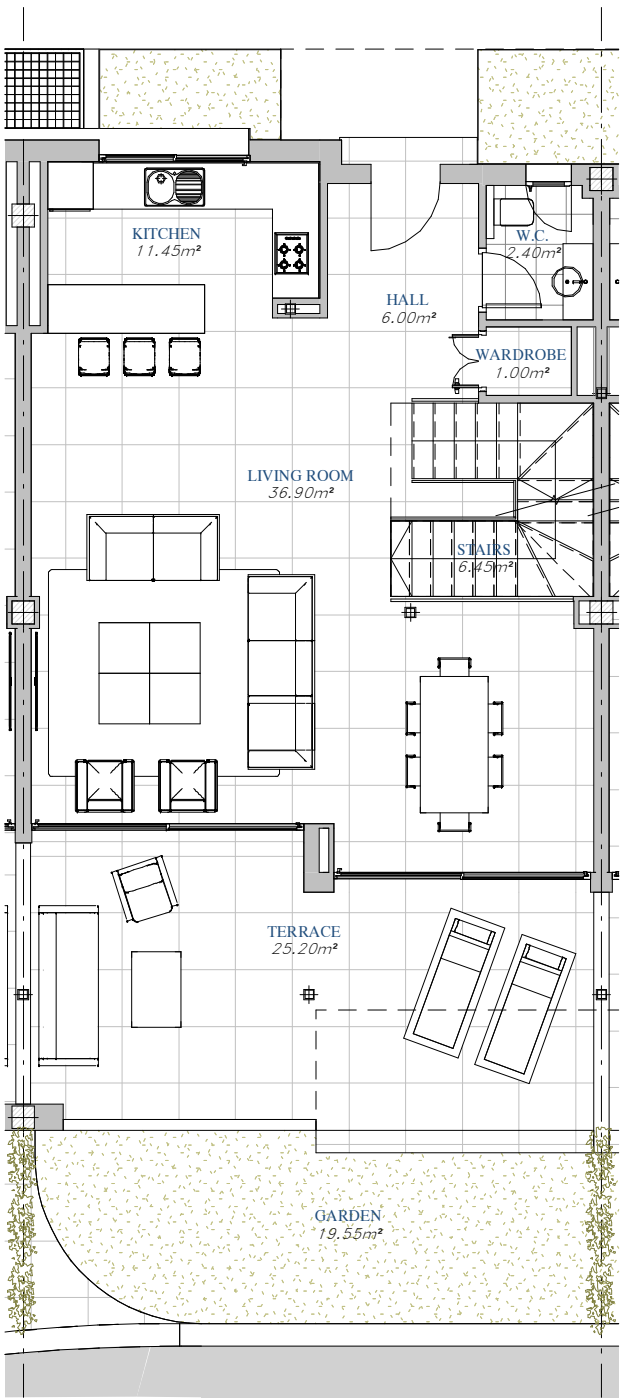 KITCHEN
11.45m²
W.C.
2.40m²
HALL
6.00m²
WARDROBE
1.00m²
LIVING ROOM
36.90m²
STAIRS
6.45m²
TERRACE
25.20m²
GARDEN
19.55m²